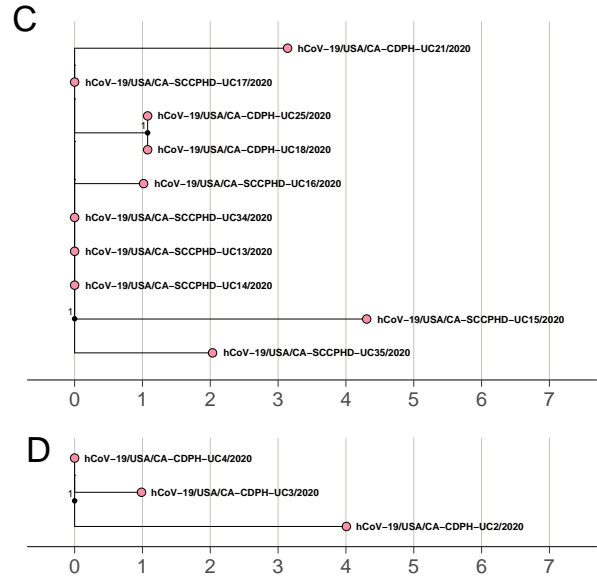 C
hCoV−19/USA/CA−CDPH−UC21/2020
hCoV−19/USA/CA−SCCPHD−UC17/2020
hCoV−19/USA/CA−CDPH−UC25/2020
1
hCoV−19/USA/CA−CDPH−UC18/2020
hCoV−19/USA/CA−SCCPHD−UC16/2020
hCoV−19/USA/CA−SCCPHD−UC34/2020
hCoV−19/USA/CA−SCCPHD−UC13/2020
hCoV−19/USA/CA−SCCPHD−UC14/2020
1
hCoV−19/USA/CA−SCCPHD−UC15/2020
hCoV−19/USA/CA−SCCPHD−UC35/2020
0 1 2 3 4 5 6 7
D
hCoV−19/USA/CA−CDPH−UC4/2020
1
hCoV−19/USA/CA−CDPH−UC3/2020
hCoV−19/USA/CA−CDPH−UC2/2020
0 1 2 3 4 5 6 7